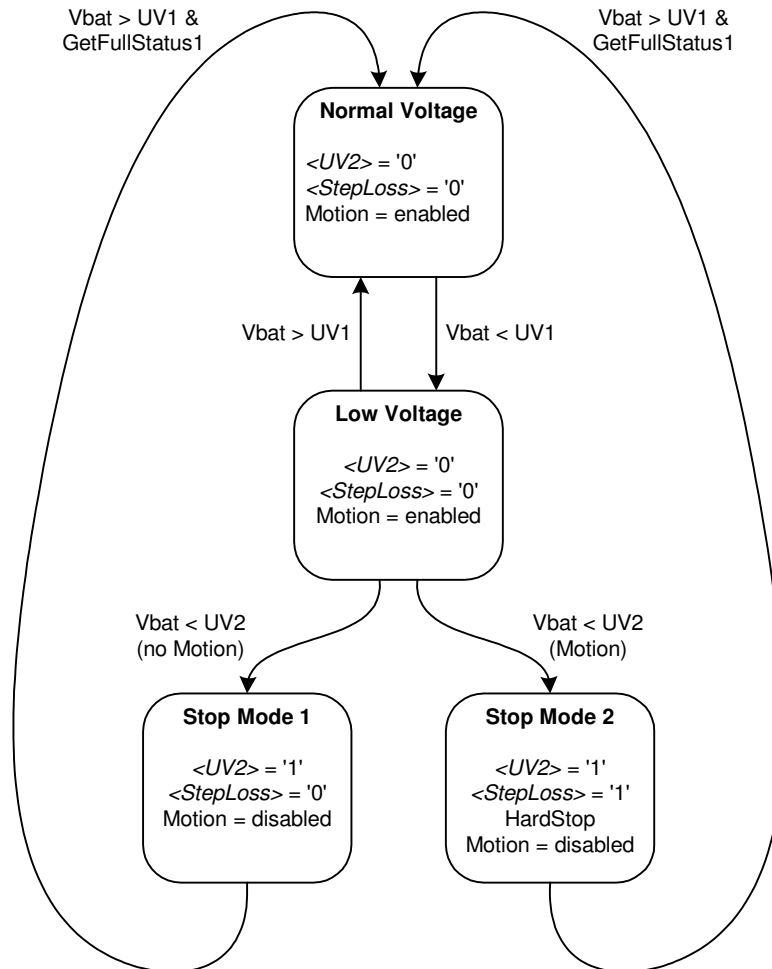 Vbat > UV1 &
GetFullStatus1
Vbat > UV1 &
GetFullStatus1
Normal Voltage
<UV2> = '0'
<StepLoss> = '0'
Motion = enabled
Vbat > UV1
Vbat < UV1
Low Voltage
<UV2> = '0'
<StepLoss> = '0'
Motion = enabled
Vbat < UV2
(no Motion)
Vbat < UV2
(Motion)
Stop Mode 1
<UV2> = '1'
<StepLoss> = '0'
Motion = disabled
Stop Mode 2
<UV2> = '1'
<StepLoss> = '1'
HardStop
Motion = disabled